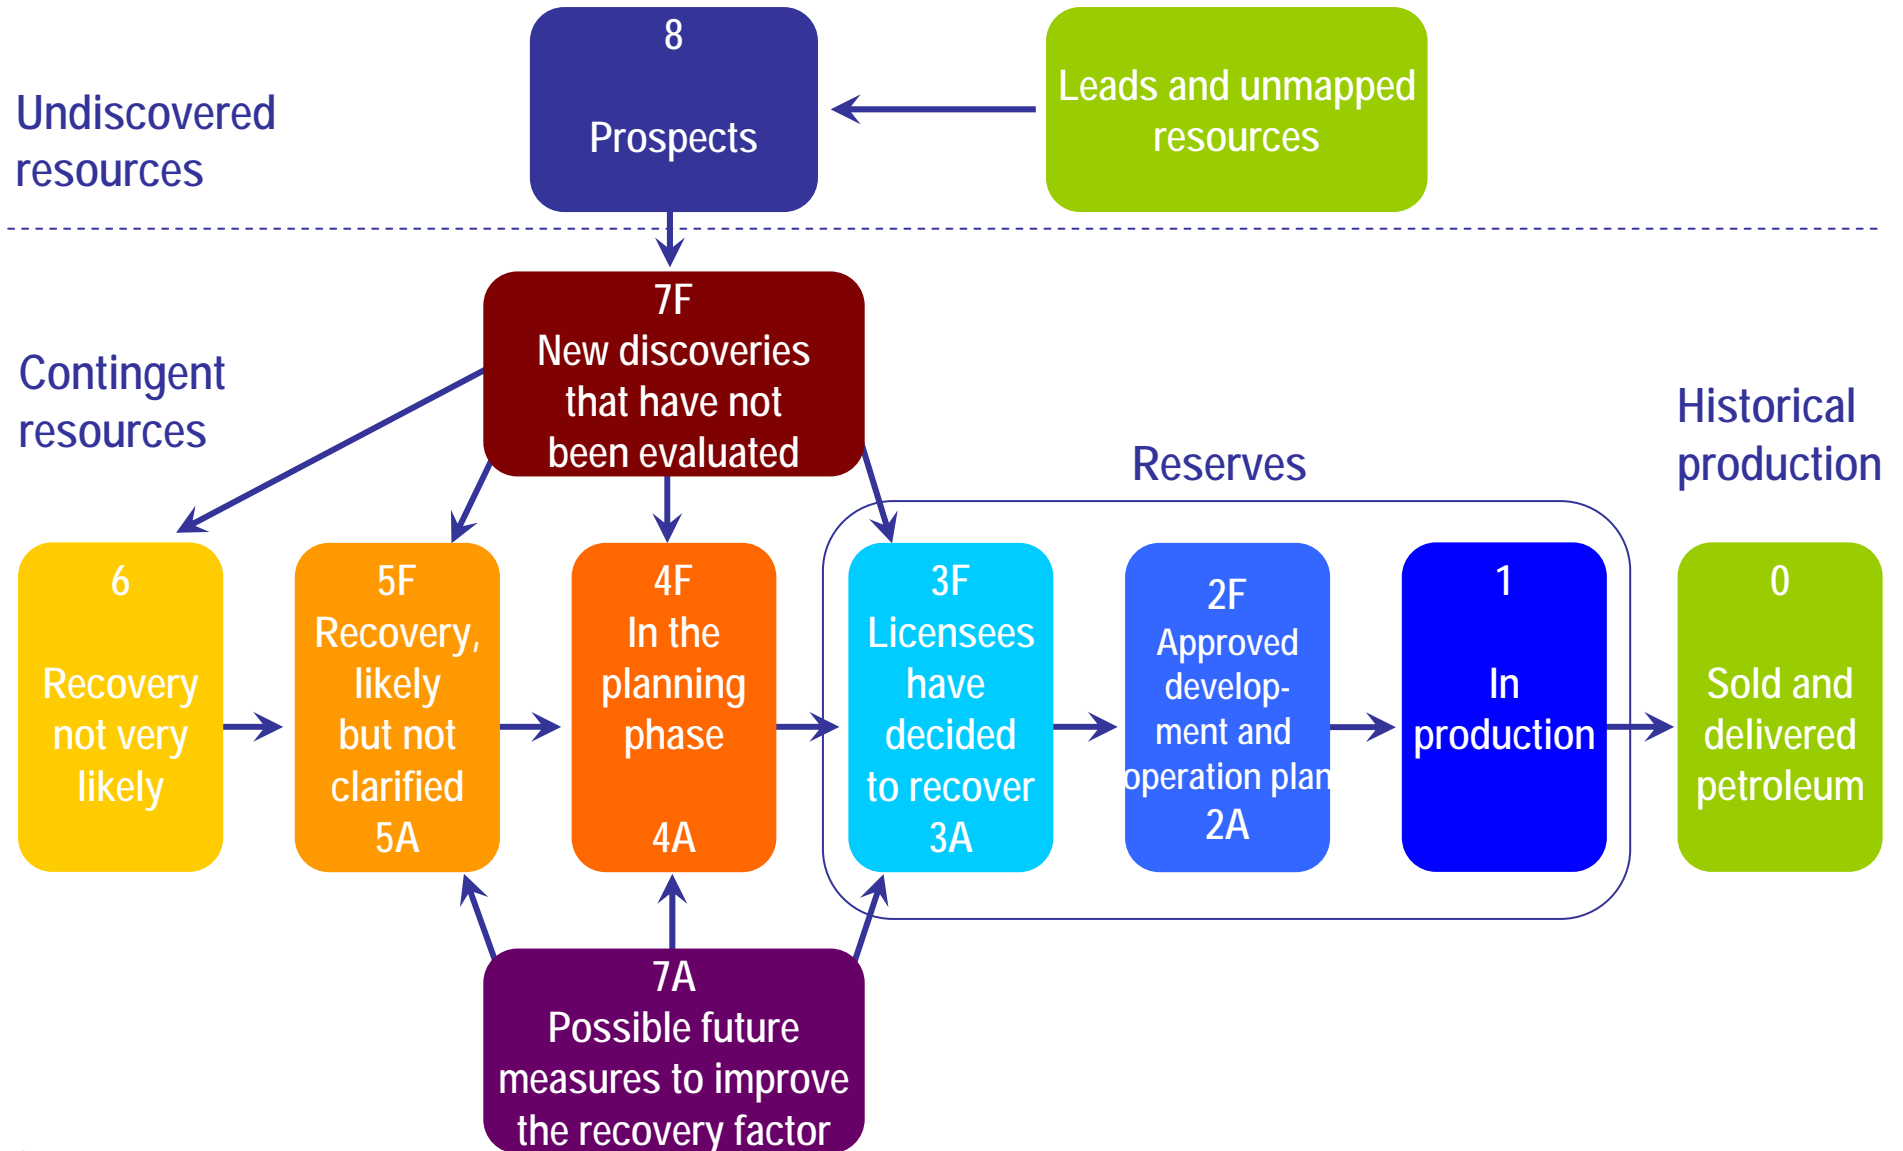 Undiscovered
resources
8
Prospects
Leads and unmapped
resources
Contingent
resources
7F
New discoveries
that have not
been evaluated
Reserves
Historical
production
6
Recovery
not very
likely
5F
Recovery,
likely
but not
clarified
5A
4F
In the
planning
phase
4A
3F
Licensees
have
decided
to recover
3A
2F
Approved
develop-
ment and
operation plan
2A
1
In
production
0
Sold and
delivered
petroleum
7A
Possible future
measures to improve
the recovery factor